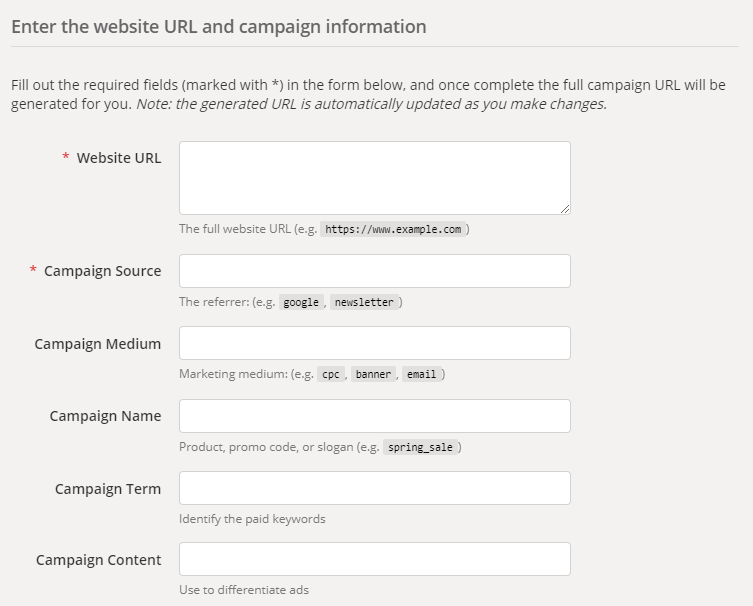 Enter the website URL and campaign information
Fill out the required fields (marked with *) in the form below, and once complete the full campaign URL will be
generated for you. Note: the generated URL is automatically updated as you make changes.
* Website URL
The full website URL (e.g. https://www.example.com )
* Campaign Source
The referrer: (e.g. google , newsletter )
Campaign Medium
Marketing medium: (e.g. cpc , banner , email )
Campaign Name
Product, promo code, or slogan (e.g. spring_sale )
Campaign Term
Identify the paid keywords
Campaign Content
Use to differentiate ads